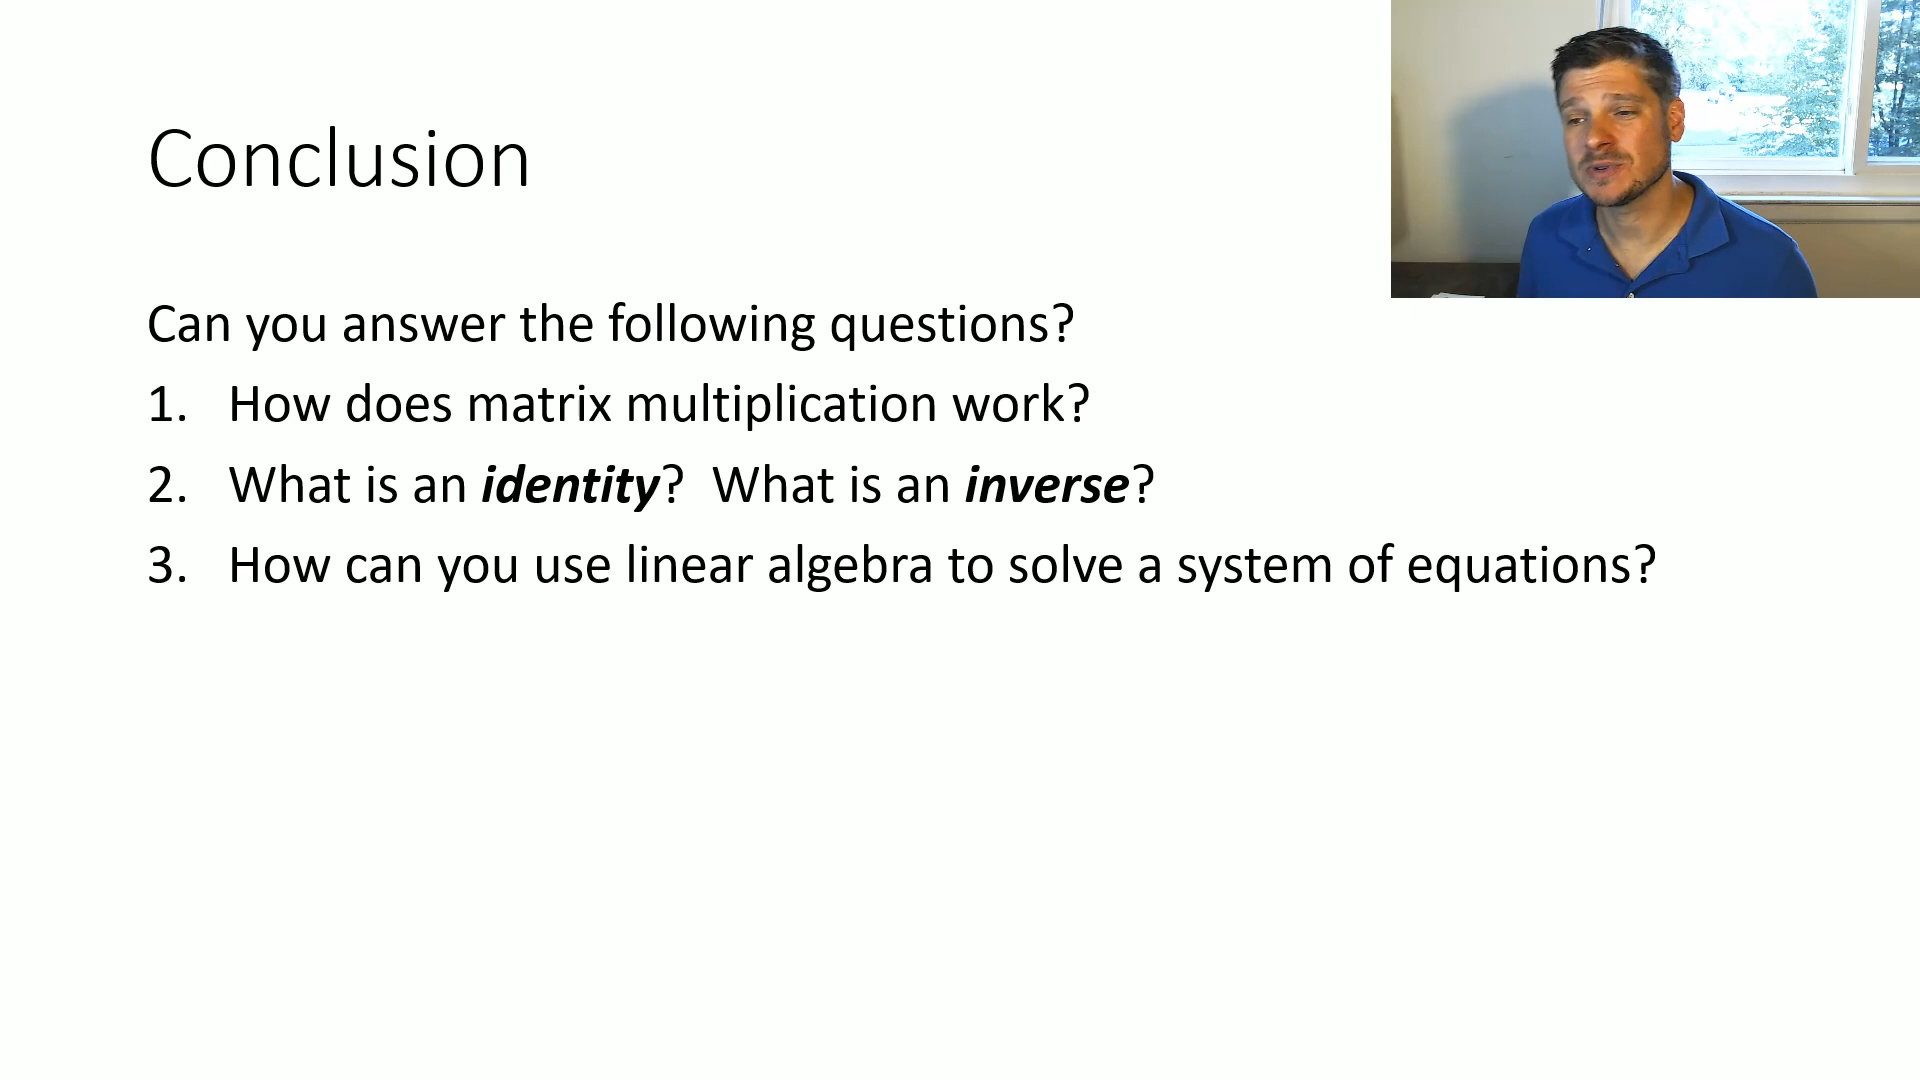 Conclusion
Can you answer the following questions?
1. How does matrix multiplication work?
2. What is an identity? What is an inverse?
3. How can you use linear algebra to solve a system of equations?